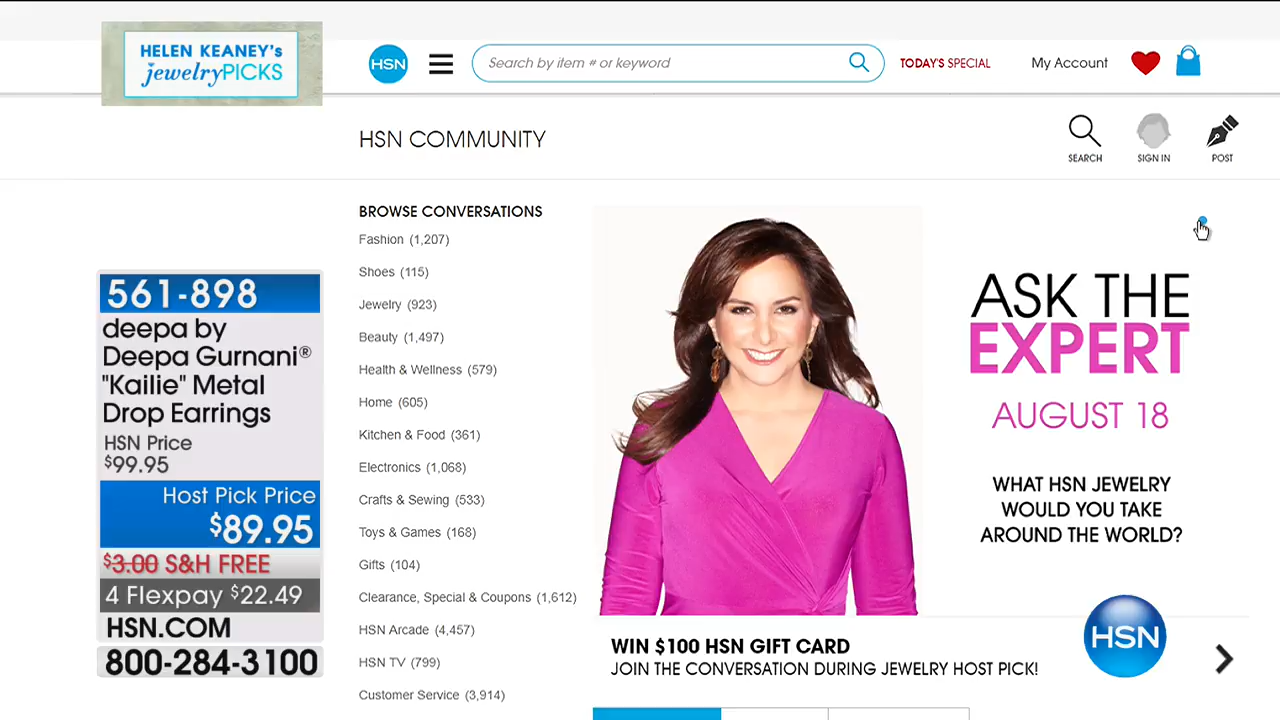 HELEN KEANEY's
jewelryPICKS
HSN
Search by item # or keyword
TODAY'S SPECIAL
My Account
HSN COMMUNITY
SEARCH
SIGN IN
POST
BROWSE CONVERSATIONS
Fashion (1,207)
Shoes (115)
Jewelry (923)
Beauty (1,497)
Health & Wellness (579)
Home (605)
Kitchen & Food (361)
Electronics (1,068)
Crafts & Sewing (533)
Toys & Games (168)
Gifts (104)
Clearance, Special & Coupons (1,612)
HSN Arcade (4,457)
HSN TV (799)
Customer Service (3,914)
561-898
deepa by
Deepa Gurnani®
"Kailie" Metal
Drop Earrings
HSN Price
$99.95
Host Pick Price
$89.95
$3.00 S&H FREE
4 Flexpay $22.49
HSN.COM
800-284-3100
ASK THE
EXPERT
AUGUST 18
WHAT HSN JEWELRY
WOULD YOU TAKE
AROUND THE WORLD?
WIN $100 HSN GIFT CARD
JOIN THE CONVERSATION DURING JEWELRY HOST PICK!
HSN